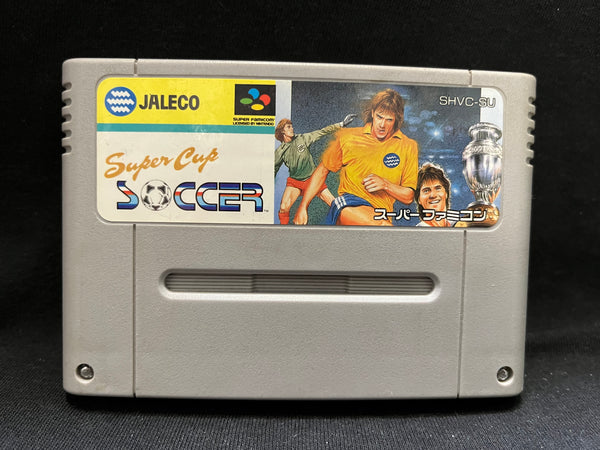 JALECO
SUPER FAMICOM
LICENSED BY NINTENDO
SHVC-SU
Super Cup
SOCCER™
スーパーファミコン